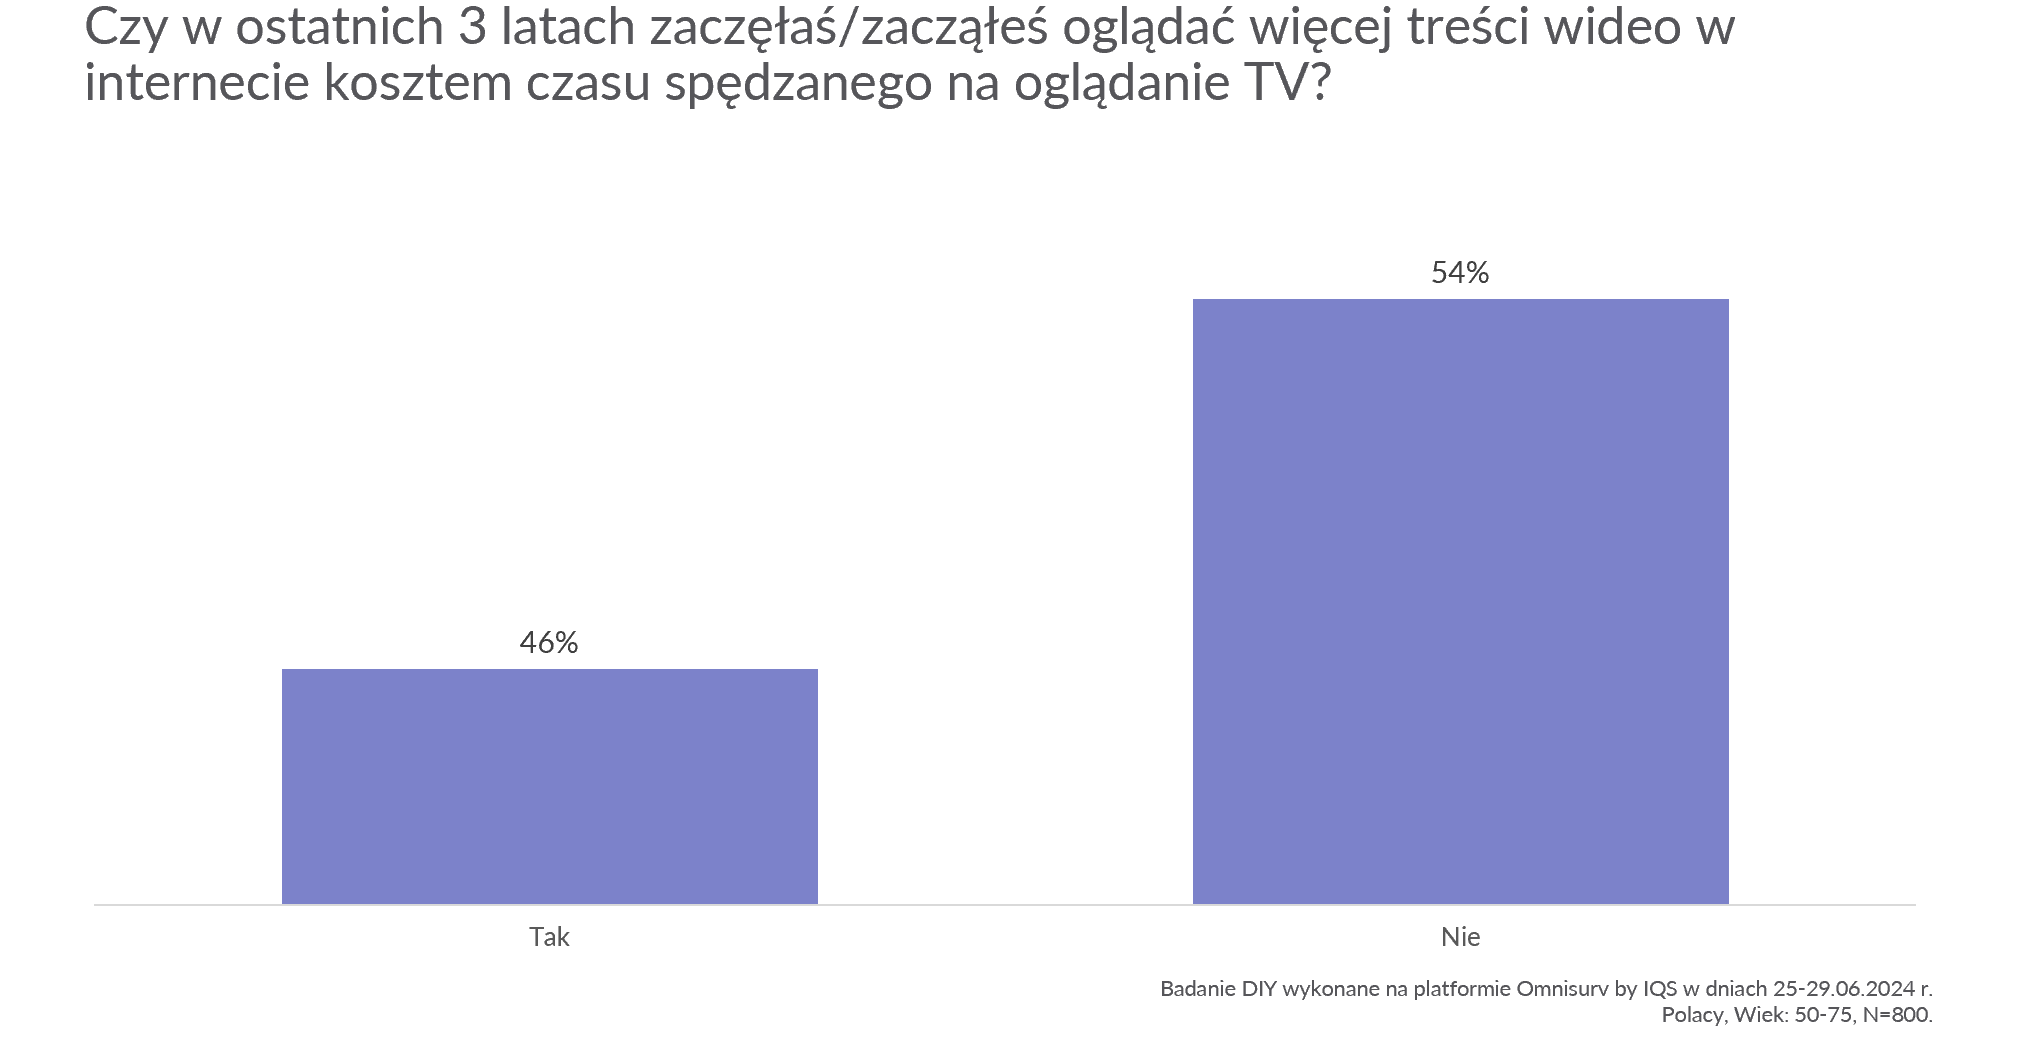 Czy w ostatnich 3 latach zaczęłaś/zacząłeś oglądać więcej treści wideo w
internecie kosztem czasu spędzanego na oglądanie TV?
54%
46%
Tak
Nie
Badanie DIY wykonane na platformie Omnisurv by IQS w dniach 25-29.06.2024 r.
Polacy, Wiek: 50-75, N=800.